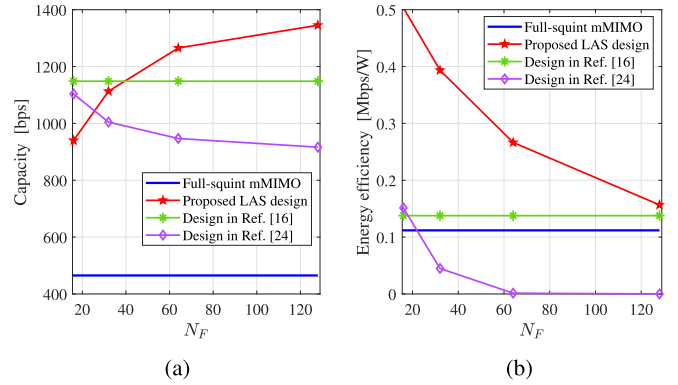 1400
1200
1000
800
600
400
Capacity [bps]
Full-squint mMIMO
Proposed LAS design
Design in Ref. [16]
Design in Ref. [24]
20 40 60 80 100 120
N_F
(a)
0.5
0.4
0.3
0.2
0.1
0
Energy efficiency [Mbps/W]
Full-squint mMIMO
Proposed LAS design
Design in Ref. [16]
Design in Ref. [24]
20 40 60 80 100 120
N_F
(b)